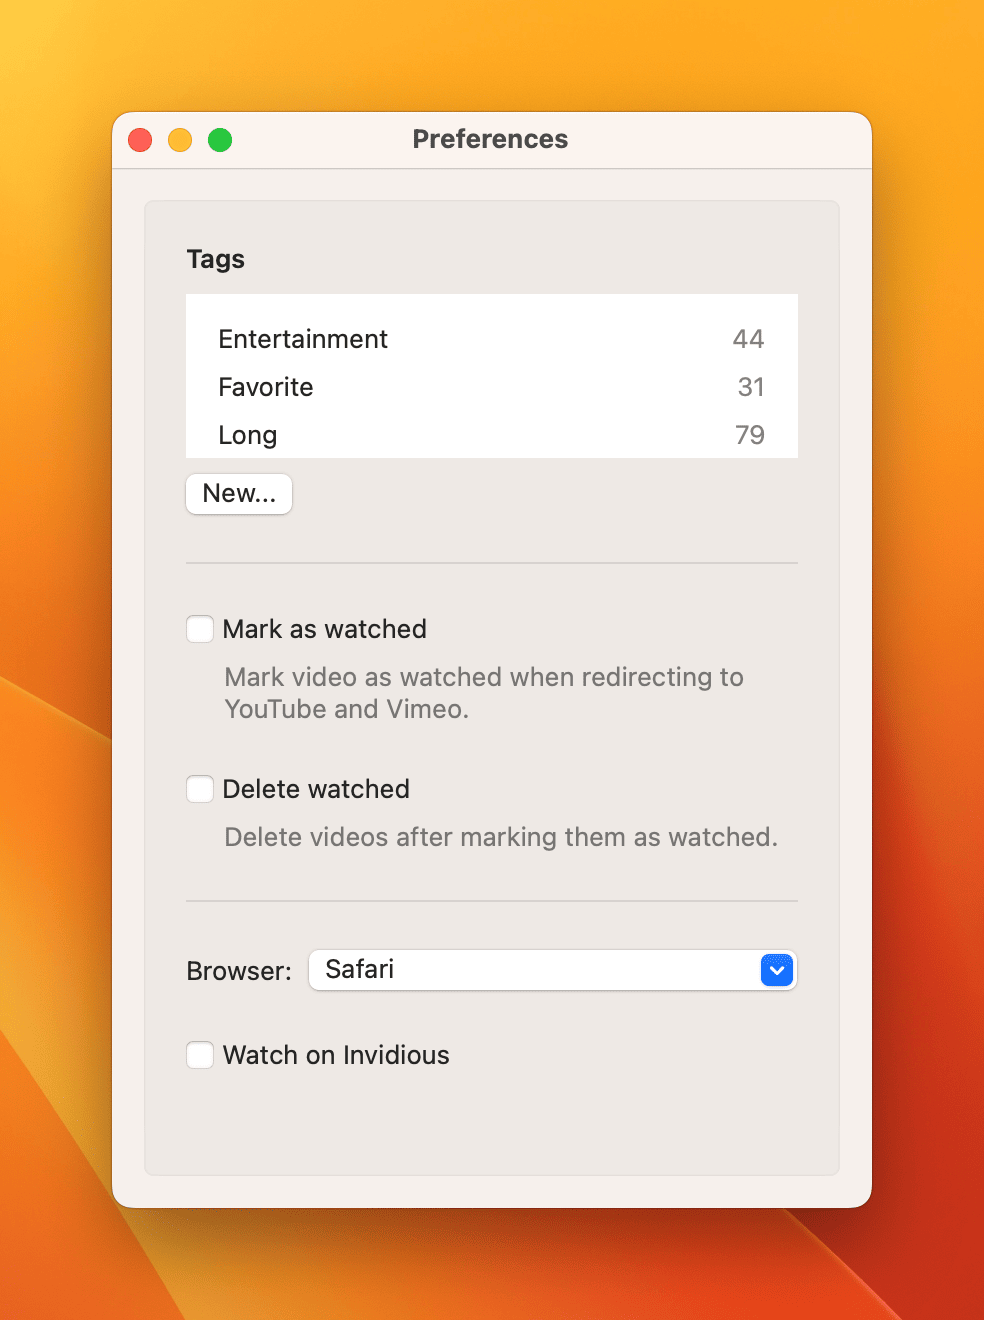 Preferences
Tags
Entertainment 44
Favorite 31
Long 79
New...
Mark as watched
Mark video as watched when redirecting to
YouTube and Vimeo.
Delete watched
Delete videos after marking them as watched.
Browser: Safari
Watch on Invidious